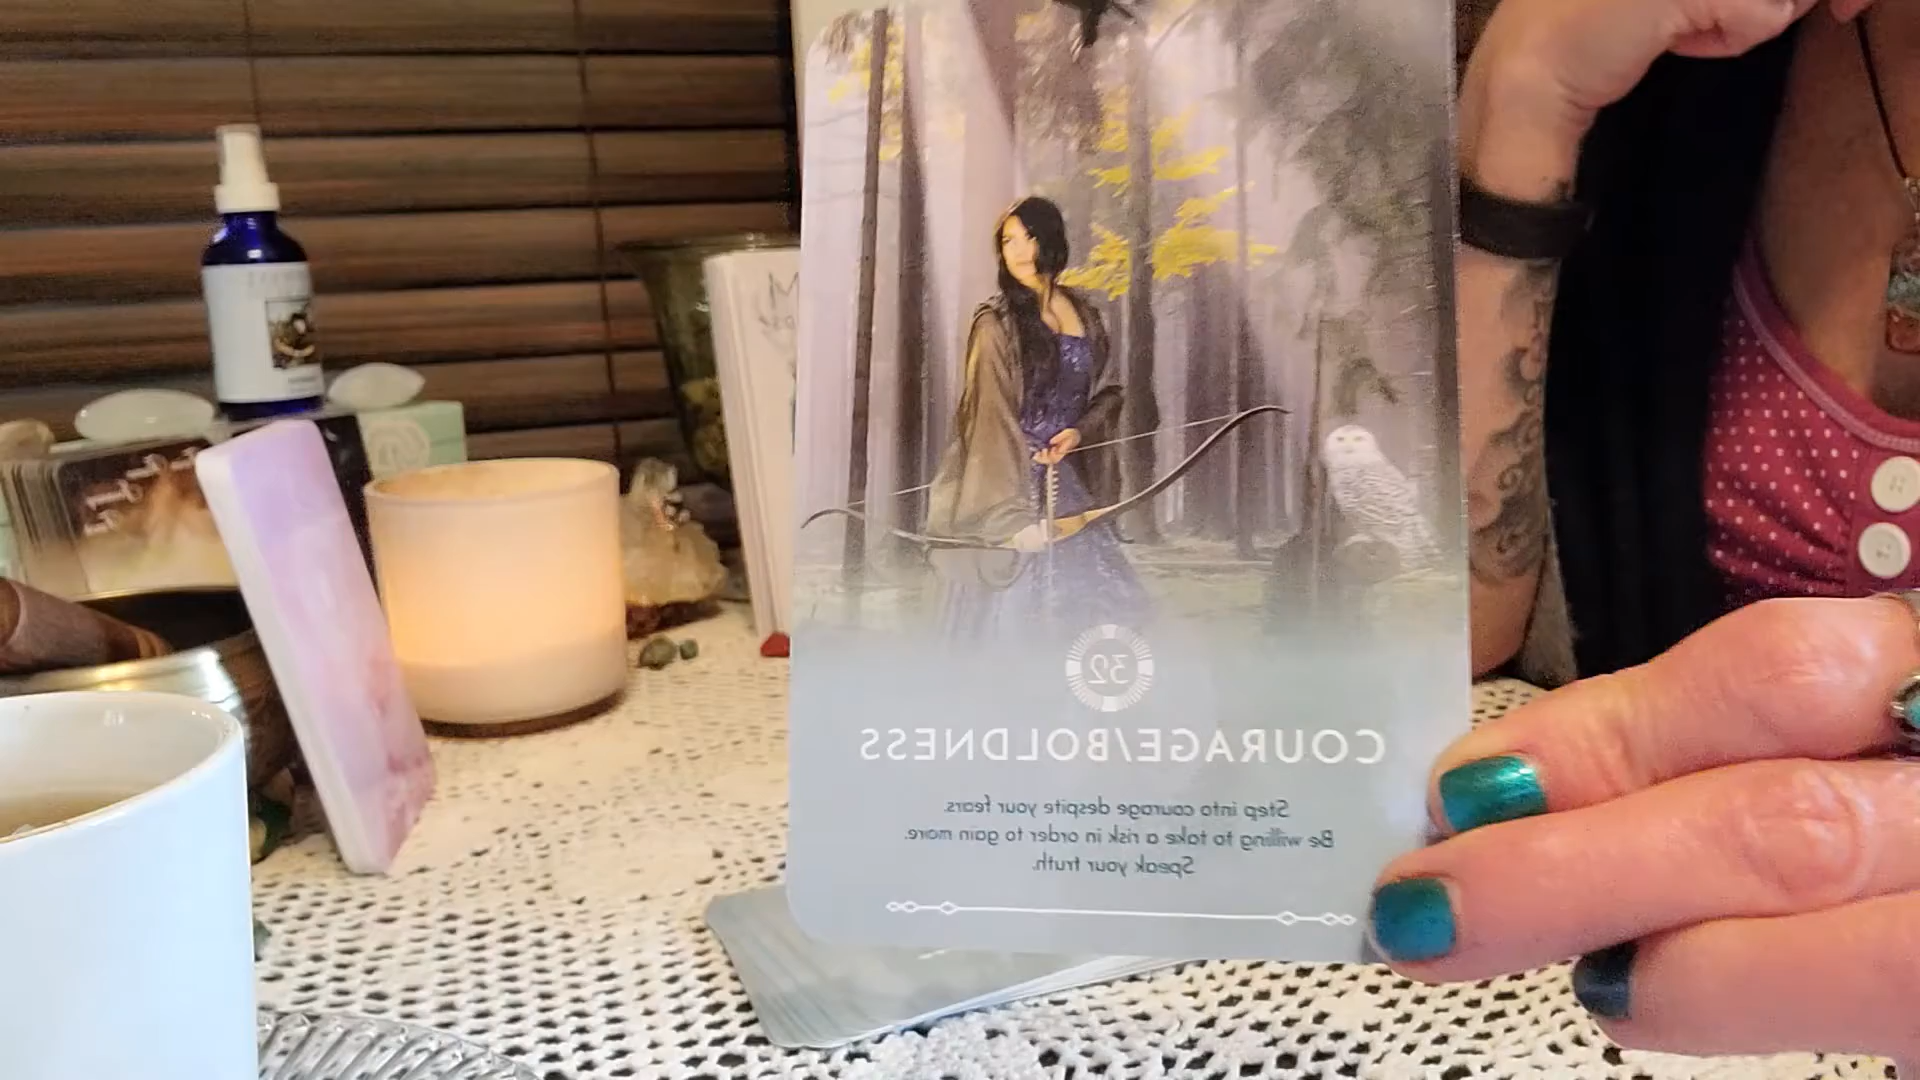 32
COURAGE/BOLDNESS
Step into courage despite your fears.
Be willing to take a risk in order to gain more.
Speak your truth.